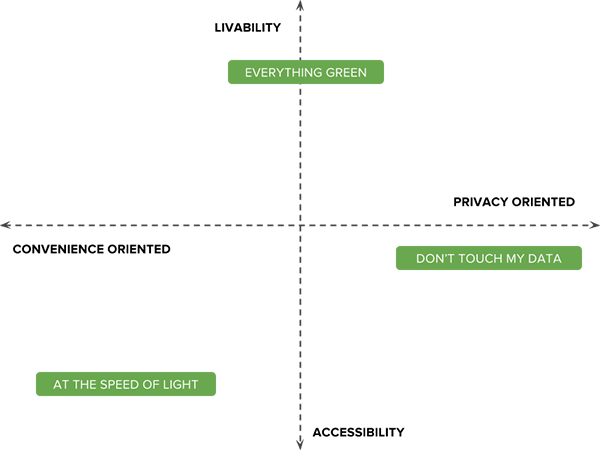 LIVABILITY
EVERYTHING GREEN
PRIVACY ORIENTED
CONVENIENCE ORIENTED
DON'T TOUCH MY DATA
AT THE SPEED OF LIGHT
ACCESSIBILITY